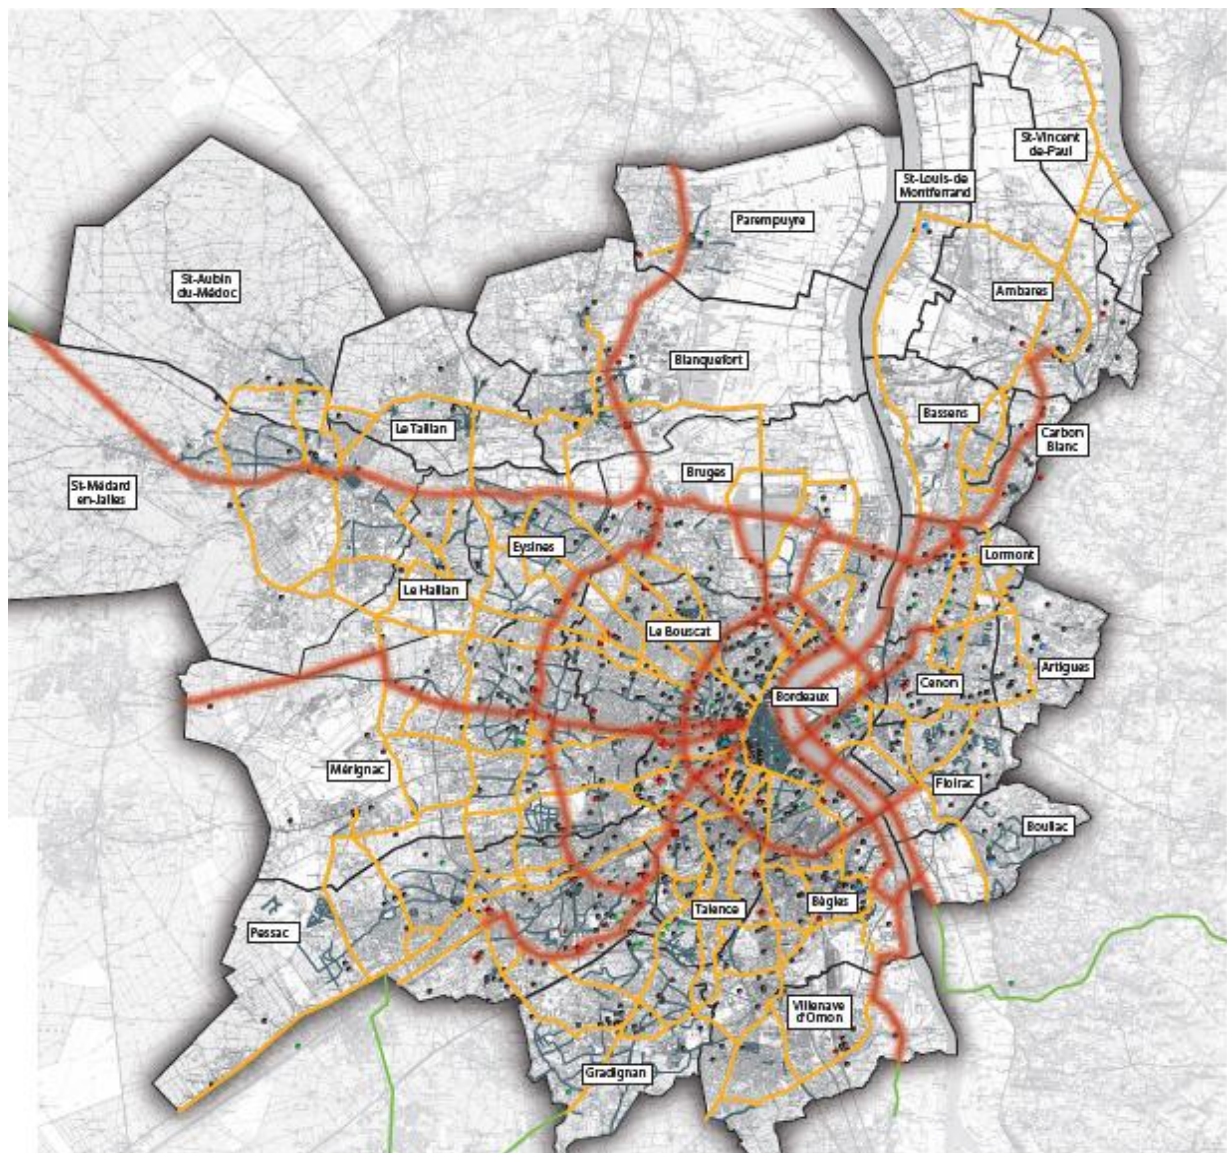 St-Vincent
de-Paul
St-Louis-de
Montferrand
Parempuyre
St-Aubin
du-Médoc
Ambares
Blanquefort
Bassens
Le Taillan
Carbon
Blanc
Bruges
St-Médard
en-Jalles
Eysines
Lormont
Le Haillan
Le Bouscat
Artigues
Cenon
Bordeaux
Mérignac
Floirac
Bouliac
Bègles
Talence
Pessac
Villenave
d'Ornon
Gradignan